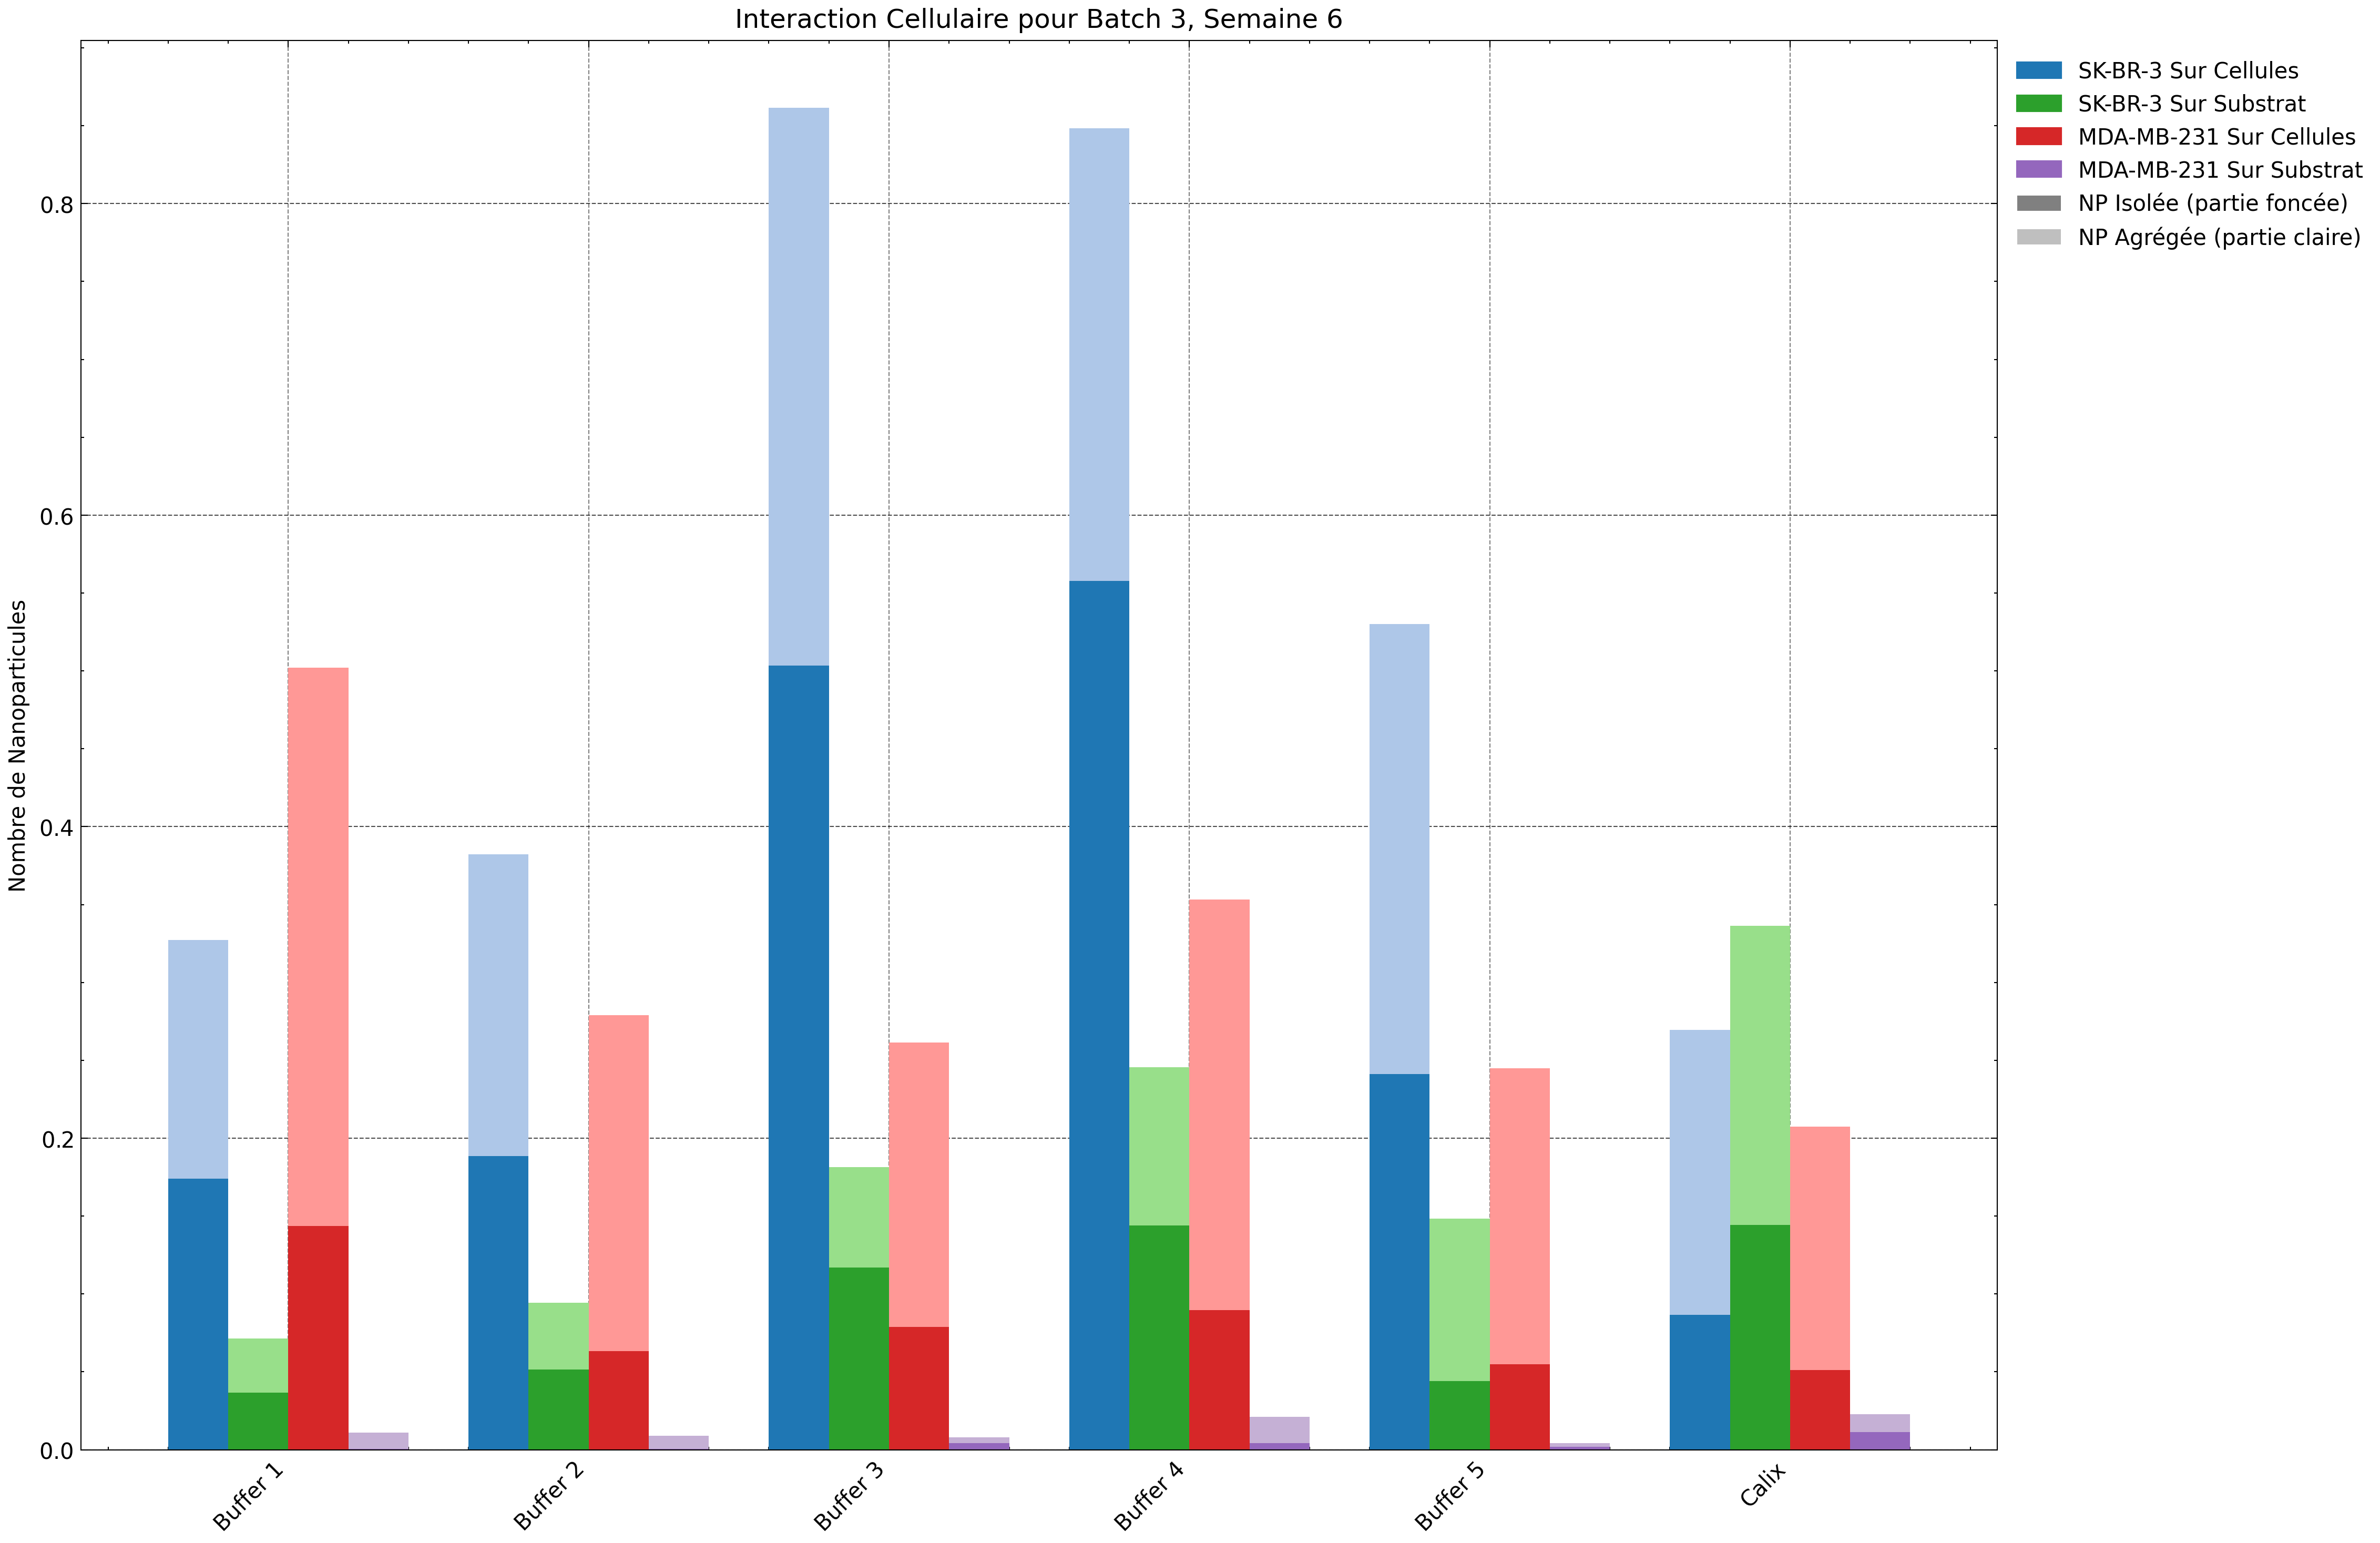 Interaction Cellulaire pour Batch 3, Semaine 6
SK-BR-3 Sur Cellules
SK-BR-3 Sur Substrat
MDA-MB-231 Sur Cellules
MDA-MB-231 Sur Substrat
NP Isolée (partie foncée)
NP Agrégée (partie claire)
Nombre de Nanoparticules
0.8
0.6
0.4
0.2
0.0
Buffer 1
Buffer 2
Buffer 3
Buffer 4
Buffer 5
Calix